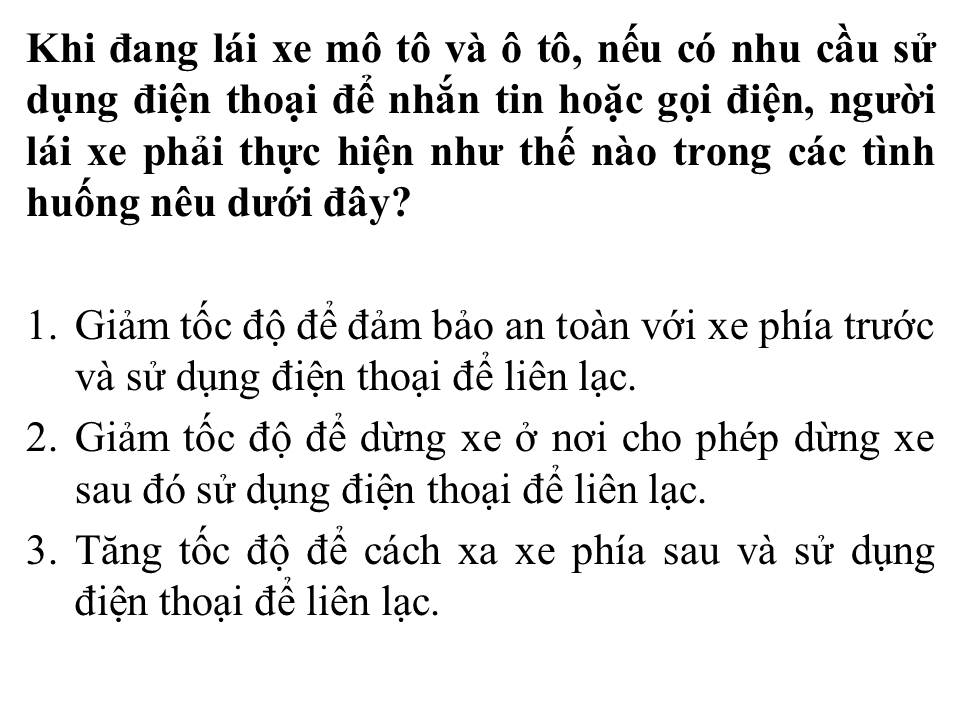 Khi đang lái xe mô tô và ô tô, nếu có nhu cầu sử
dụng điện thoại để nhắn tin hoặc gọi điện, người
lái xe phải thực hiện như thế nào trong các tình
huống nêu dưới đây?
1. Giảm tốc độ để đảm bảo an toàn với xe phía trước
và sử dụng điện thoại để liên lạc.
2. Giảm tốc độ để dừng xe ở nơi cho phép dừng xe
sau đó sử dụng điện thoại để liên lạc.
3. Tăng tốc độ để cách xa xe phía sau và sử dụng
điện thoại để liên lạc.